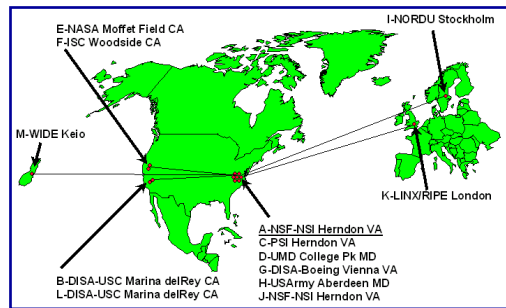 E-NASA Moffet Field CA
F-ISC Woodside CA
I-NORDU Stockholm
M-WIDE Keio
K-LINX/RIPE London
A-NSF-NSI Herndon VA
C-PSI Herndon VA
D-UMD College Pk MD
G-DISA-Boeing Vienna VA
H-USArmy Aberdeen MD
J-NSF-NSI Herndon VA
B-DISA-USC Marina delRey CA
L-DISA-USC Marina delRey CA